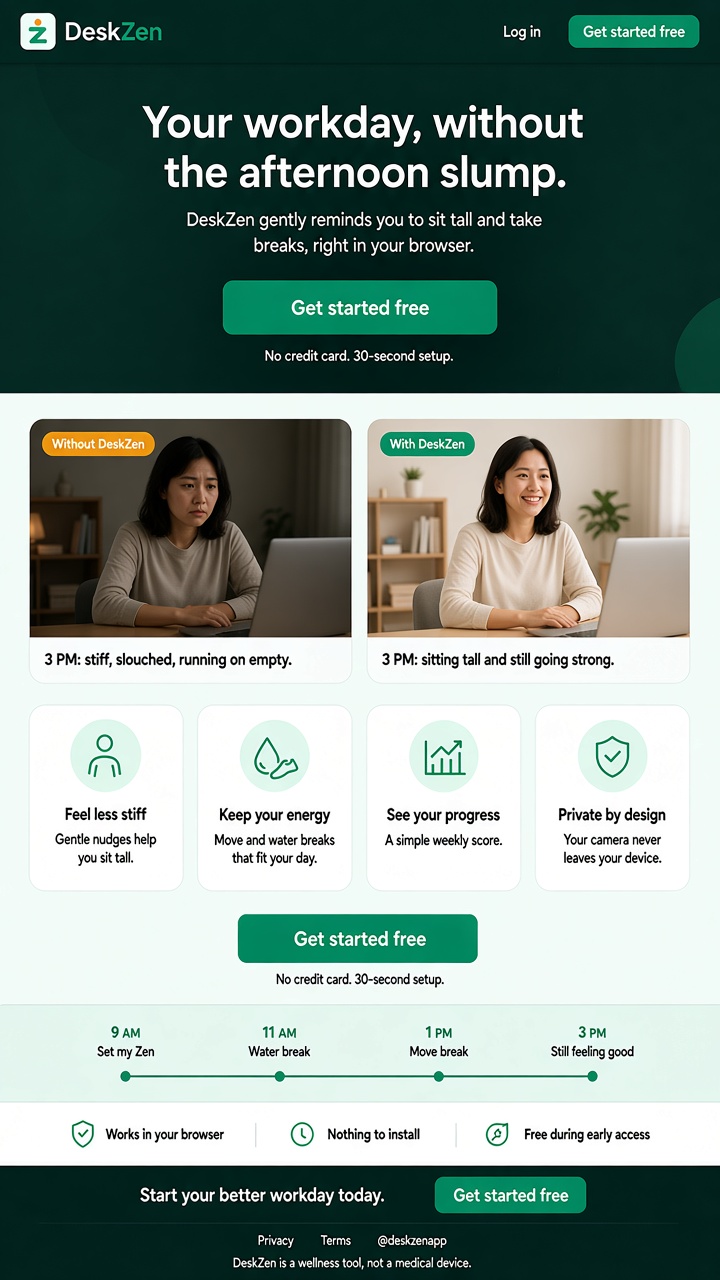 DeskZen
Log in
Get started free
Your workday, without
the afternoon slump.
DeskZen gently reminds you to sit tall and take
breaks, right in your browser.
Get started free
No credit card. 30-second setup.
Without DeskZen
With DeskZen
3 PM: stiff, slouched, running on empty.
3 PM: sitting tall and still going strong.
Feel less stiff
Gentle nudges help
you sit tall.
Keep your energy
Move and water breaks
that fit your day.
See your progress
A simple weekly score.
Private by design
Your camera never
leaves your device.
Get started free
No credit card. 30-second setup.
9 AM
Set my Zen
11 AM
Water break
1 PM
Move break
3 PM
Still feeling good
Works in your browser
Nothing to install
Free during early access
Start your better workday today.
Get started free
Privacy
Terms
@deskzenapp
DeskZen is a wellness tool, not a medical device.